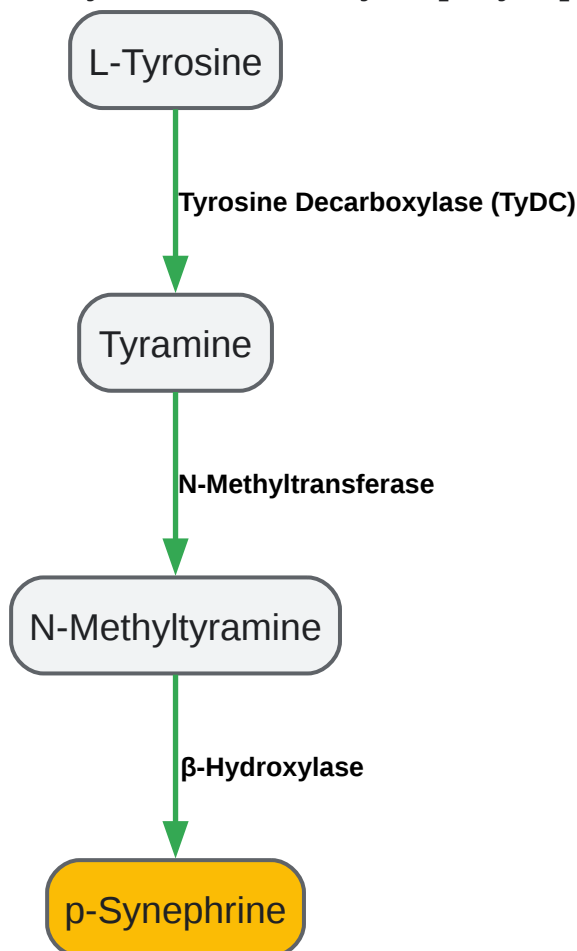 L-Tyrosine
Tyrosine Decarboxylase (TyDC)
Tyramine
N-Methyltransferase
N-Methyltyramine
β-Hydroxylase
p-Synephrine